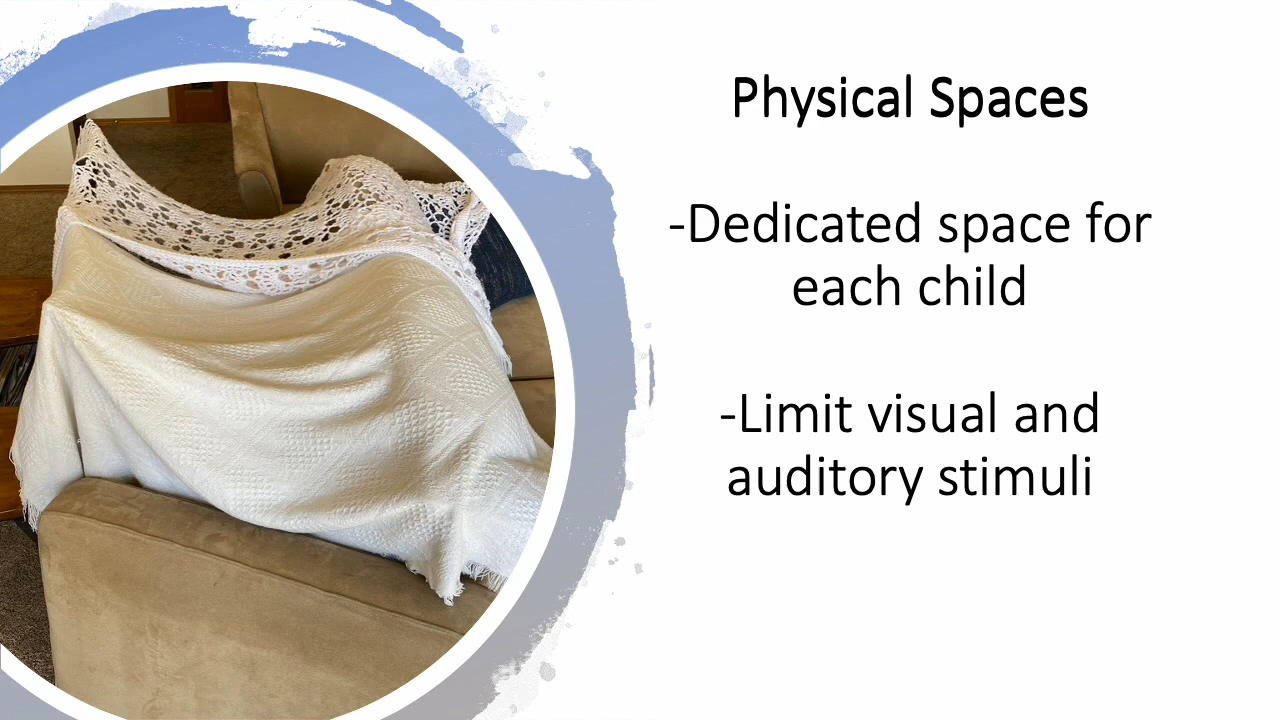 Physical Spaces
-Dedicated space for
each child
-Limit visual and
auditory stimuli